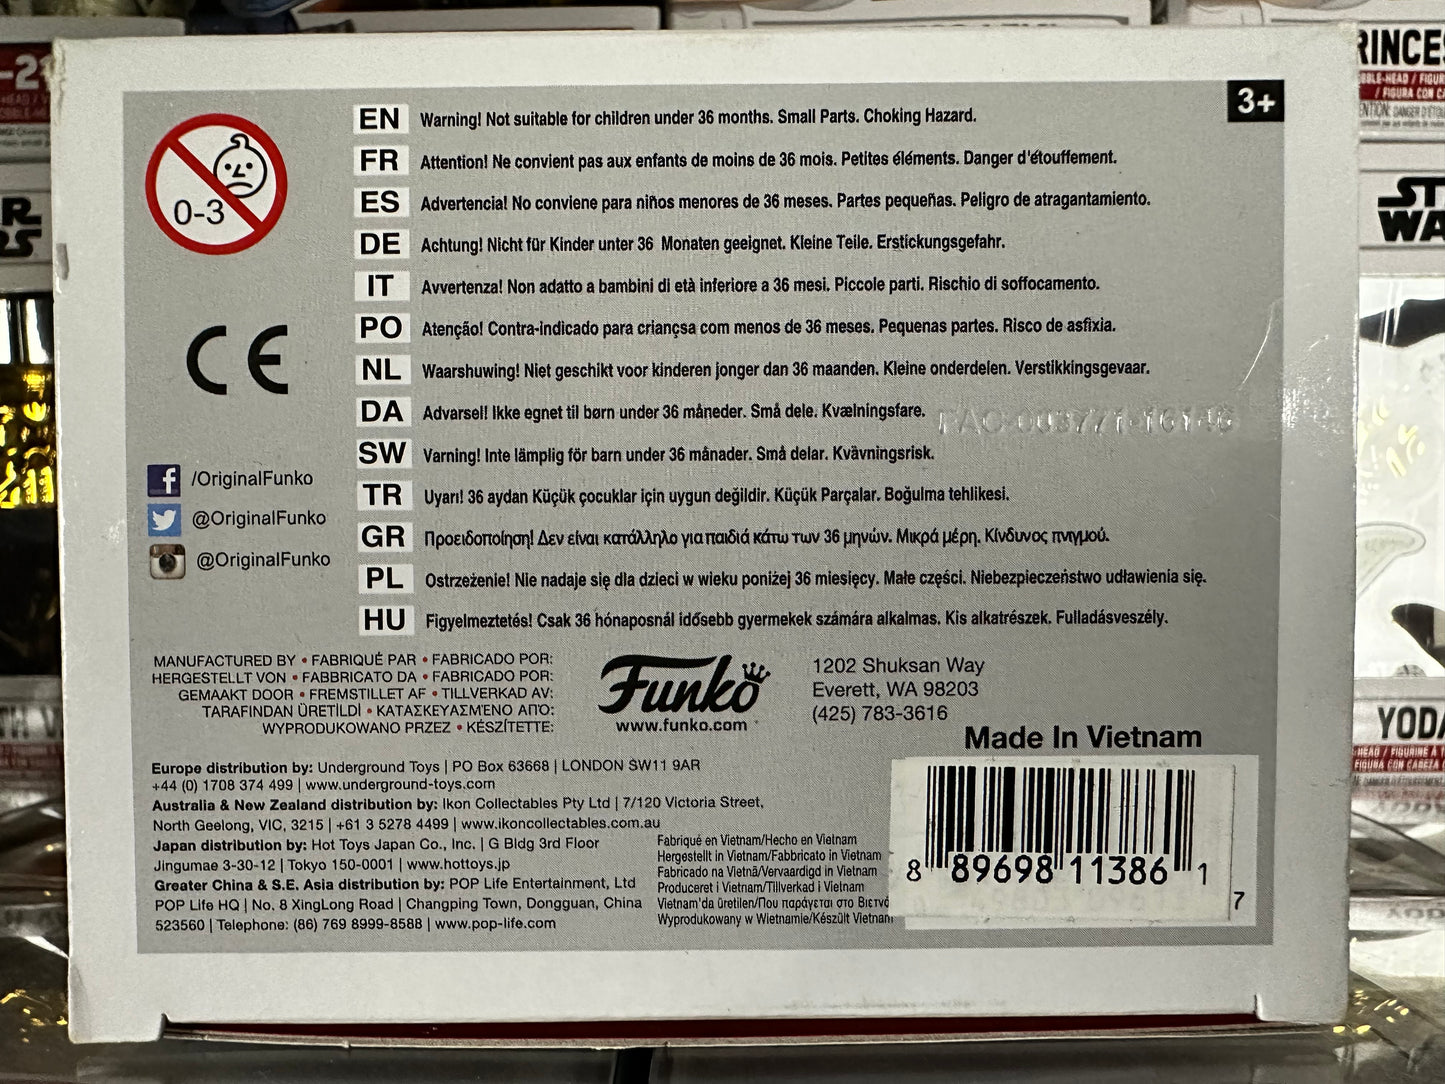 3+
0-3
EN Warning! Not suitable for children under 36 months. Small Parts. Choking Hazard.
FR Attention! Ne convient pas aux enfants de moins de 36 mois. Petites éléments. Danger d'étouffement.
ES Advertencia! No conviene para niños menores de 36 meses. Partes pequeñas. Peligro de atragantamiento.
DE Achtung! Nicht für Kinder unter 36 Monaten geeignet. Kleine Teile. Erstickungsgefahr.
IT Avvertenza! Non adatto a bambini di età inferiore a 36 mesi. Piccole parti. Rischio di soffocamento.
PO Atenção! Contra-indicado para criançsa com menos de 36 meses. Pequenas partes. Risco de asfixia.
NL Waarshuwing! Niet geschikt voor kinderen jonger dan 36 maanden. Kleine onderdelen. Verstikkingsgevaar.
DA Advarsel! Ikke egnet til børn under 36 måneder. Små dele. Kvælningsfare.
SW Varning! Inte lämplig för barn under 36 månader. Små delar. Kvävningsrisk.
TR Uyarı! 36 aydan Küçük çocuklar için uygun değildir. Küçük Parçalar. Boğulma tehlikesi.
GR Προειδοποίηση! Δεν είναι κατάλληλο για παιδιά κάτω των 36 μηνών. Μικρά μέρη. Κίνδυνος πνιγμού.
PL Ostrzeżenie! Nie nadaje się dla dzieci w wieku poniżej 36 miesięcy. Małe części. Niebezpieczeństwo udławienia się.
HU Figyelmeztetés! Csak 36 hónaposnál idősebb gyermekek számára alkalmas. Kis alkatrészek. Fulladásveszély.
CE
/OriginalFunko
@OriginalFunko
@OriginalFunko
MANUFACTURED BY • FABRIQUÉ PAR • FABRICADO POR:
HERGESTELLT VON • FABBRICATO DA • FABRICADO POR:
GEMAAKT DOOR • FREMSTILLET AF • TILLVERKAD AV:
TARAFINDAN ÜRETİLDİ • ΚΑΤΑΣΚΕΥΑΣΜΈΝΟ ΑΠΌ:
WYPRODUKOWANO PRZEZ • KÉSZÍTETTE:
Funko
www.funko.com
1202 Shuksan Way
Everett, WA 98203
(425) 783-3616
Made In Vietnam
Europe distribution by: Underground Toys | PO Box 63668 | LONDON SW11 9AR
+44 (0) 1708 374 499 | www.underground-toys.com
Australia & New Zealand distribution by: Ikon Collectables Pty Ltd | 7/120 Victoria Street,
North Geelong, VIC, 3215 | +61 3 5278 4499 | www.ikoncollectables.com.au
Japan distribution by: Hot Toys Japan Co., Inc. | G Bldg 3rd Floor
Jingumae 3-30-12 | Tokyo 150-0001 | www.hottoys.jp
Greater China & S.E. Asia distribution by: POP Life Entertainment, Ltd
POP Life HQ | No. 8 XingLong Road | Changping Town, Dongguan, China
523560 | Telephone: (86) 769 8999-8588 | www.pop-life.com
Fabriqué en Vietnam/Hecho en Vietnam
Hergestellt in Vietnam/Fabbricato in Vietnam
Fabricado na Vietnã/Vervaardigd in Vietnam
Produceret i Vietnam/Tillverkad i Vietnam
Vietnam'da üretilen/Που παράγεται στο Βιετνά
Wyprodukowany w Wietnamie/Készült Vietnam
8 89698 11386 1
7
YODA